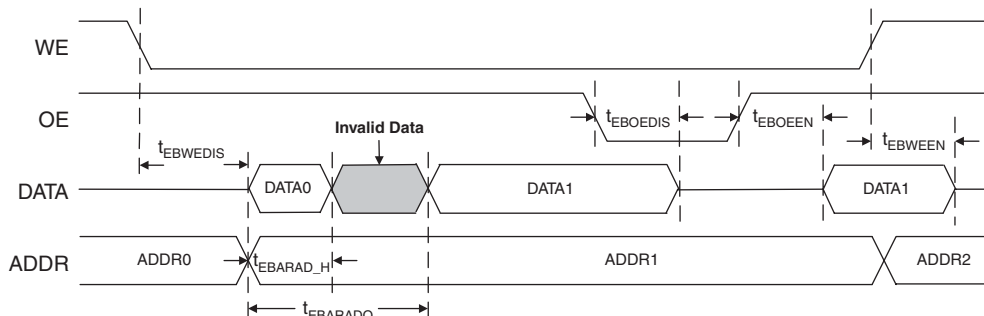 WE
OE
t_EBOEDIS
t_EBOEEN
Invalid Data
t_EBWEDIS
t_EBWEEN
DATA
DATA0
DATA1
DATA1
ADDR
ADDR0
t_EBARAD_H
ADDR1
ADDR2
t_EBARADO